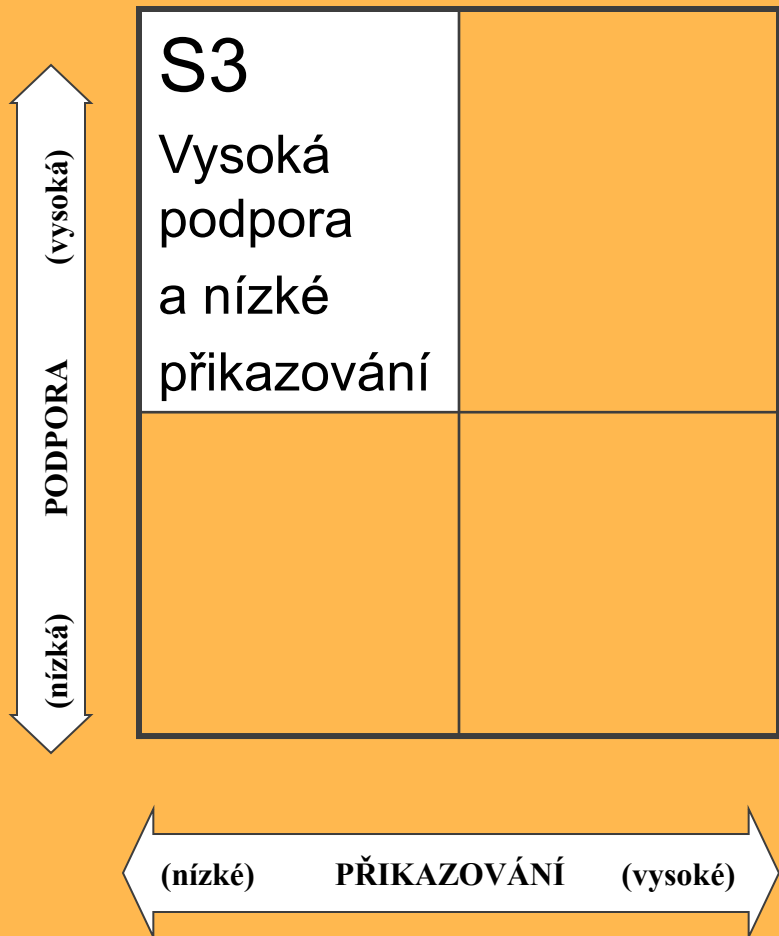 S3
Vysoká
podpora
a nízké
přikazování
(vysoká)
PODPORA
(nízká)
(nízké) PŘIKAZOVÁNÍ (vysoké)